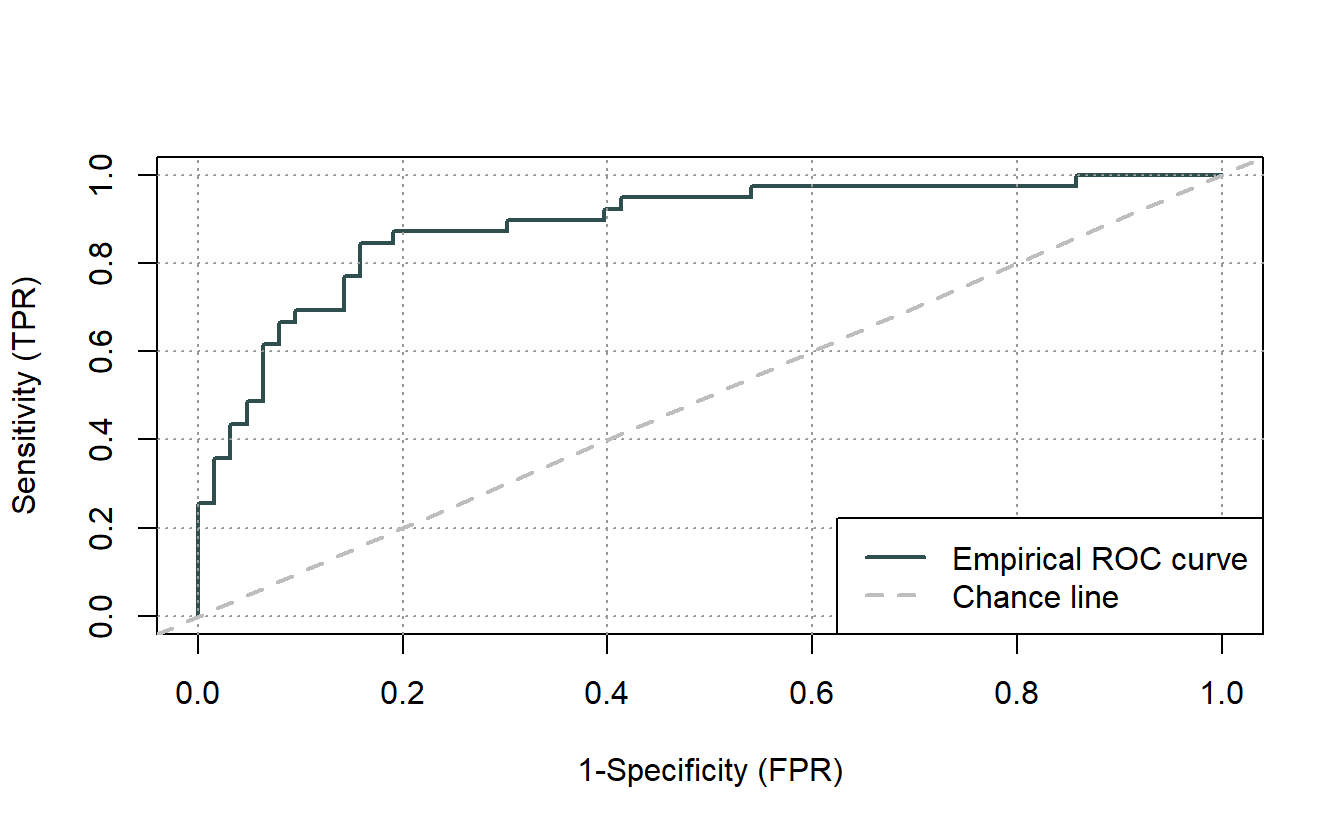 Sensitivity (TPR)
1.0
0.8
0.6
0.4
0.2
0.0
Empirical ROC curve
Chance line
0.0 0.2 0.4 0.6 0.8 1.0
1-Specificity (FPR)